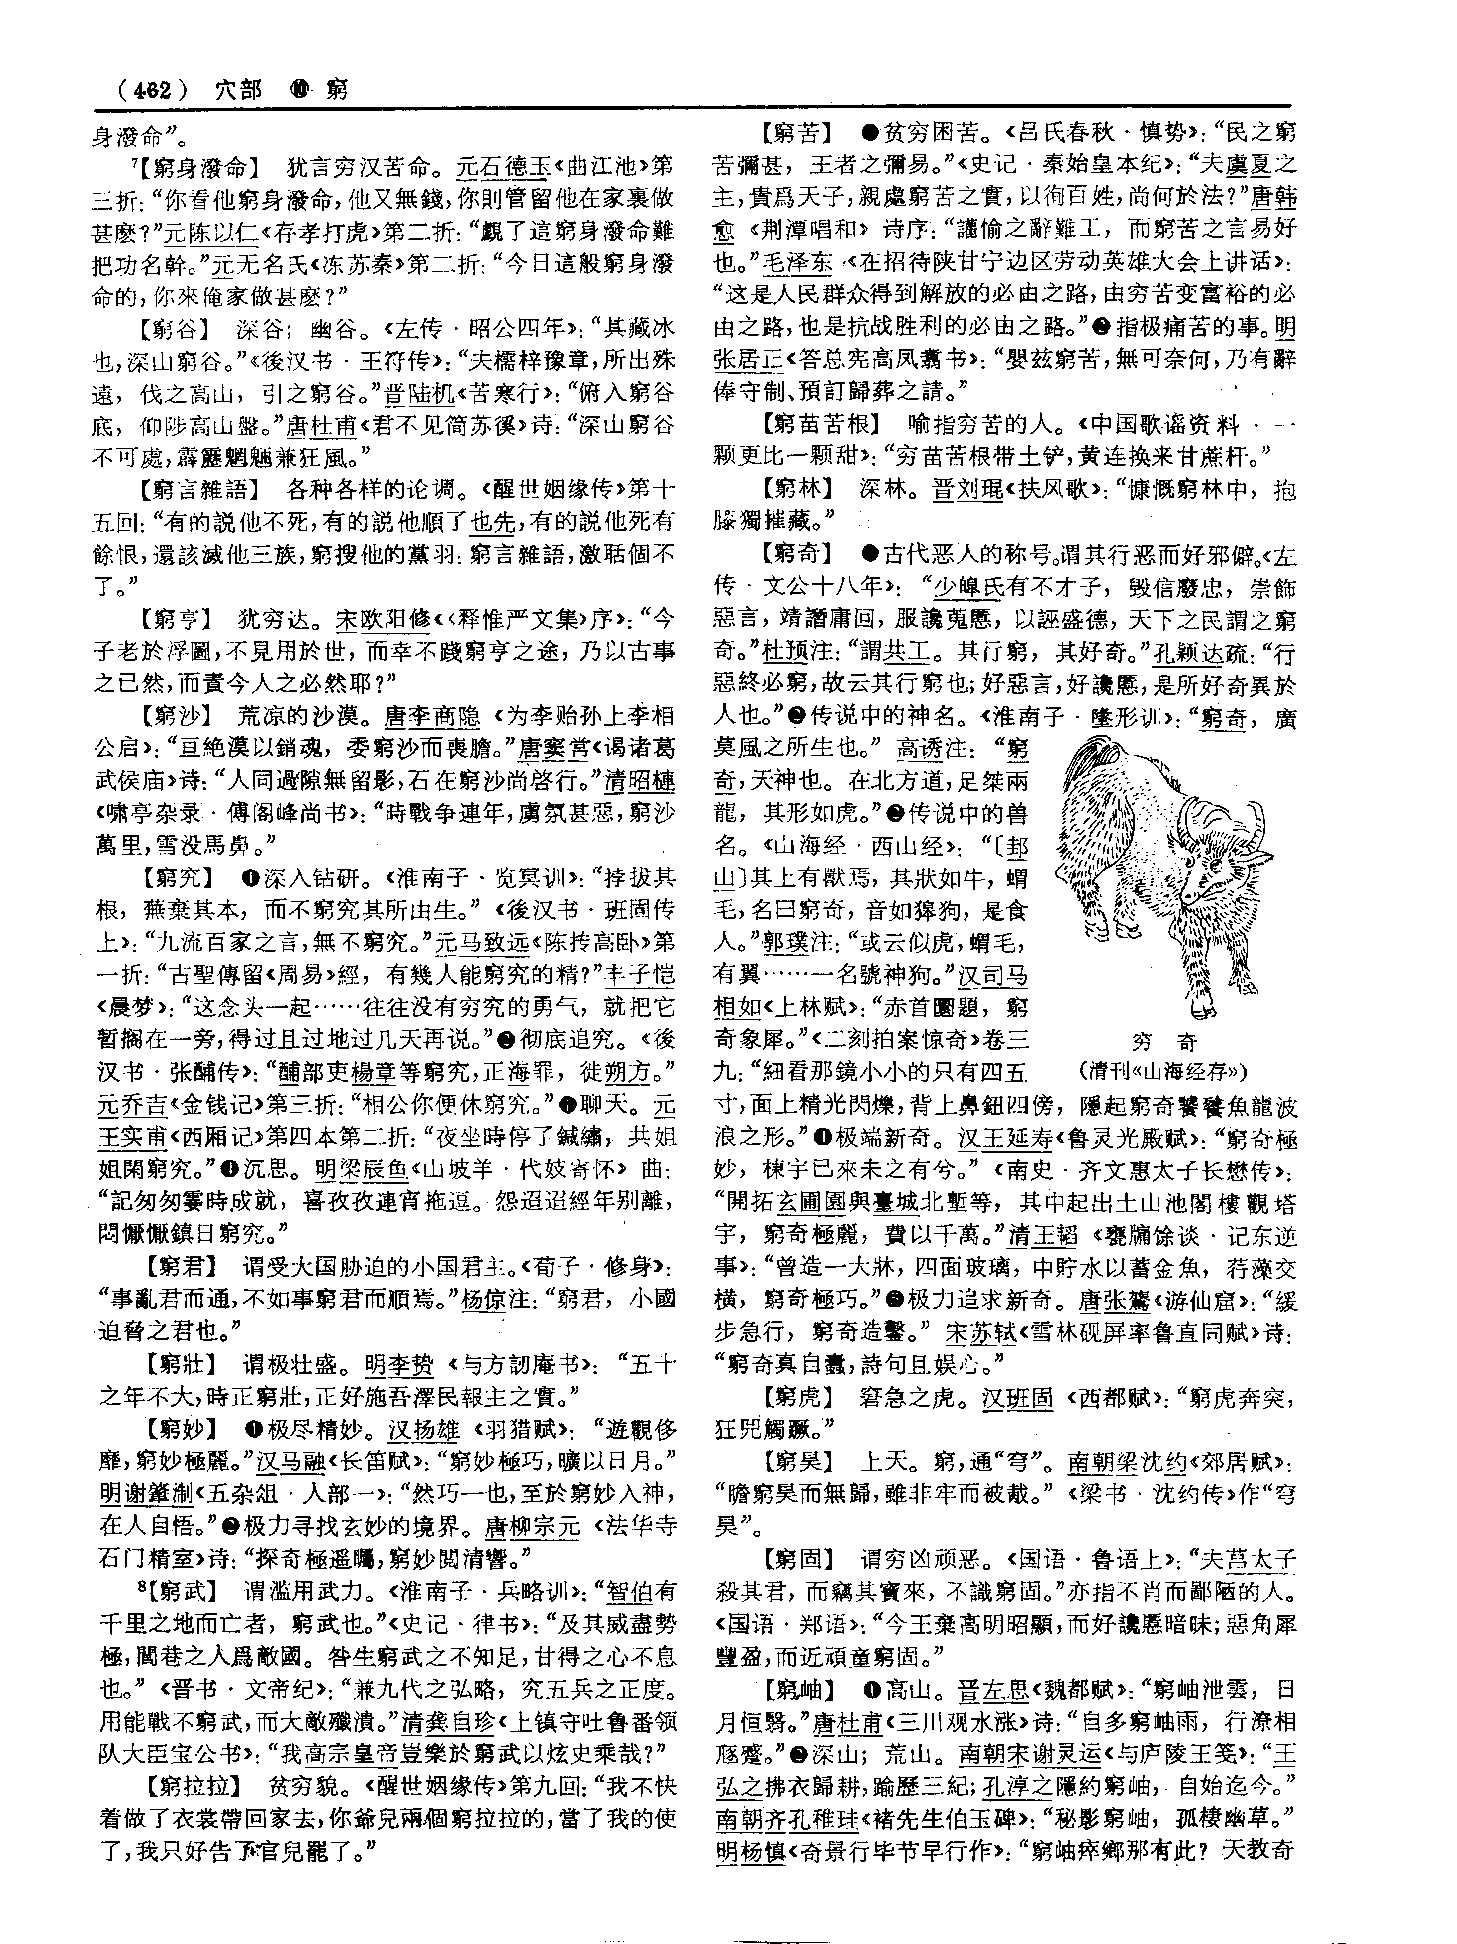 (462) 穴部 ⑩ 窮
身潑命”。
7【窮身潑命】 犹言穷汉苦命。元石德玉《曲江池》第
三折：“你看他窮身潑命，他又無錢，你則管留他在家裏做
甚麽？”元陈以仁《存孝打虎》第二折：“覷了這窮身潑命難
把功名幹。”元无名氏《冻苏秦》第二折：“今日這般窮身潑
命的，你來俺家做甚麽？”
【窮谷】 深谷；幽谷。《左传·昭公四年》：“其藏冰
也，深山窮谷。”《後汉书·王符传》：“夫檽梓豫章，所出殊
遠，伐之高山，引之窮谷。”晋陆机《苦寒行》：“俯入窮谷
底，仰陟高山盤。”唐杜甫《君不见简苏徯》诗：“深山窮谷
不可處，霹靂魍魎兼狂風。”
【窮言雜語】 各种各样的论调。《醒世姻缘传》第十
五回：“有的説他不死，有的説他順了也先，有的説他死有
餘恨，還該滅他三族，窮搜他的黨羽：窮言雜語，激聒個不
了。”
【窮亨】 犹穷达。宋欧阳修《〈释惟严文集〉序》：“今
子老於浮圖，不見用於世，而幸不踐窮亨之途，乃以古事
之已然，而責今人之必然耶？”
【窮沙】 荒凉的沙漠。唐李商隐《为李贻孙上李相
公启》：“亘絶漠以銷魂，委窮沙而喪膽。”唐窦常《谒诸葛
武侯庙》诗：“人同過隙無留影，石在窮沙尚啓行。”清昭槤
《啸亭杂录·傅阁峰尚书》：“時戰争連年，虜氛甚惡，窮沙
萬里，雪没馬鼻。”
【窮究】 ❶深入钻研。《淮南子·览冥训》：“挬拔其
根，蕪棄其本，而不窮究其所由生。”《後汉书·班固传
上》：“九流百家之言，無不窮究。”元马致远《陈抟高卧》第
一折：“古聖傳留《周易》經，有幾人能窮究的精？”丰子恺
《晨梦》：“这念头一起……往往没有穷究的勇气，就把它
暂搁在一旁，得过且过地过几天再说。”❷彻底追究。《後
汉书·张酺传》：“酺部吏楊章等窮究，正海罪，徙朔方。”
元乔吉《金钱记》第三折：“相公你便休窮究。”❸聊天。元
王实甫《西厢记》第四本第二折：“夜坐時停了鍼繡，共姐
姐閑窮究。”❹沉思。明梁辰鱼《山坡羊·代妓寄怀》曲：
“記匆匆霎時成就，喜孜孜連宵拖逗。怨迢迢經年别離，
悶懨懨鎮日窮究。”
【窮君】 谓受大国胁迫的小国君主。《荀子·修身》：
“事亂君而通，不如事窮君而順焉。”杨倞注：“窮君，小國
迫脅之君也。”
【窮壯】 谓极壮盛。明李贽《与方訒庵书》：“五十
之年不大，時正窮壯，正好施吾澤民報主之實。”
【窮妙】 ❶极尽精妙。汉扬雄《羽猎赋》：“遊觀侈
靡，窮妙極麗。”汉马融《长笛赋》：“窮妙極巧，曠以日月。”
明谢肇淛《五杂俎·人部一》：“然巧一也，至於窮妙入神，
在人自悟。”❷极力寻找玄妙的境界。唐柳宗元《法华寺
石门精室》诗：“探奇極遥矚，窮妙閲清響。”
8【窮武】 谓滥用武力。《淮南子·兵略训》：“智伯有
千里之地而亡者，窮武也。”《史记·律书》：“及其威盡勢
極，閭巷之人爲敵國。咎生窮武之不知足，甘得之心不息
也。”《晋书·文帝纪》：“兼九代之弘略，究五兵之正度。
用能戰不窮武，而大敵殲潰。”清龚自珍《上镇守吐鲁番领
队大臣宝公书》：“我高宗皇帝豈樂於窮武以炫史乘哉？”
【窮拉拉】 贫穷貌。《醒世姻缘传》第九回：“我不快
着做了衣裳帶回家去，你爺兒兩個窮拉拉的，當了我的使
了，我只好告下官兒罷了。”
【窮苦】 ❶贫穷困苦。《吕氏春秋·慎势》：“民之窮
苦彌甚，王者之彌易。”《史记·秦始皇本纪》：“夫虞夏之
主，貴爲天子，親處窮苦之實，以徇百姓，尚何於法？”唐韩
愈《荆潭唱和》诗序：“讙愉之辭難工，而窮苦之言易好
也。”毛泽东《在招待陕甘宁边区劳动英雄大会上讲话》：
“这是人民群众得到解放的必由之路，由穷苦变富裕的必
由之路，也是抗战胜利的必由之路。”❷指极痛苦的事。明
张居正《答总宪高凤翥书》：“嬰兹窮苦，無可奈何，乃有辭
俸守制、預訂歸葬之請。”
【窮苗苦根】 喻指穷苦的人。《中国歌谣资料·一
颗更比一颗甜》：“穷苗苦根带土铲，黄连换来甘蔗杆。”
【窮林】 深林。晋刘琨《扶风歌》：“慷慨窮林中，抱
膝獨摧藏。”
【窮奇】 ❶古代恶人的称号。谓其行恶而好邪僻。《左
传·文公十八年》：“少皞氏有不才子，毁信廢忠，崇飾
惡言，靖譖庸回，服讒蒐慝，以誣盛德，天下之民謂之窮
奇。”杜预注：“謂共工。其行窮，其好奇。”孔颖达疏：“行
惡終必窮，故云其行窮也；好惡言，好讒慝，是所好奇異於
人也。”❷传说中的神名。《淮南子·墬形训》：“窮奇，廣
莫風之所生也。”高诱注：“窮
奇，天神也。在北方道，足桀兩
龍，其形如虎。”❸传说中的兽
名。《山海经·西山经》：“〔邽
山〕其上有獸焉，其狀如牛，蝟
毛，名曰窮奇，音如獋狗，是食
人。”郭璞注：“或云似虎，蝟毛，
有翼……一名號神狗。”汉司马
相如《上林赋》：“赤首圜題，窮
奇象犀。”《二刻拍案惊奇》卷三
九：“細看那鏡小小的只有四五
寸，面上精光閃爍，背上鼻鈕四傍，隱起窮奇饕餮魚龍波
浪之形。”❹极端新奇。汉王延寿《鲁灵光殿赋》：“窮奇極
妙，棟宇已來未之有兮。”《南史·齐文惠太子长懋传》：
“開拓玄圃園與臺城北塹等，其中起出土山池閣樓觀塔
宇，窮奇極麗，費以千萬。”清王韬《甕牖馀谈·记东逆
事》：“曾造一大牀，四面玻璃，中貯水以蓄金魚，荇藻交
横，窮奇極巧。”❺极力追求新奇。唐张鷟《游仙窟》：“緩
步急行，窮奇造鑿。”宋苏轼《雪林砚屏率鲁直同赋》诗：
“窮奇真自蠹，詩句且娱心。”
穷 奇
（清刊《山海经存》）
【窮虎】 窘急之虎。汉班固《西都赋》：“窮虎奔突，
狂兕觸蹶。”
【窮昊】 上天。窮，通“穹”。南朝梁沈约《郊居赋》：
“瞻窮昊而無歸，雖非牢而被胾。”《梁书·沈约传》作“穹
昊”。
【窮固】 谓穷凶顽恶。《国语·鲁语上》：“夫莒太子
殺其君，而竊其寶來，不識窮固。”亦指不肖而鄙陋的人。
《国语·郑语》：“今王棄高明昭顯，而好讒慝暗昧；惡角犀
豐盈，而近頑童窮固。”
【窮岫】 ❶高山。晋左思《魏都赋》：“窮岫泄雲，日
月恒翳。”唐杜甫《三川观水涨》诗：“自多窮岫雨，行潦相
豗蹙。”❷深山；荒山。南朝宋谢灵运《与庐陵王笺》：“王
弘之拂衣歸耕，踰歷三紀；孔淳之隱約窮岫，自始迄今。”
南朝齐孔稚珪《褚先生伯玉碑》：“秘影窮岫，孤棲幽草。”
明杨慎《奇景行毕节早行作》：“窮岫瘁鄉那有此？天教奇